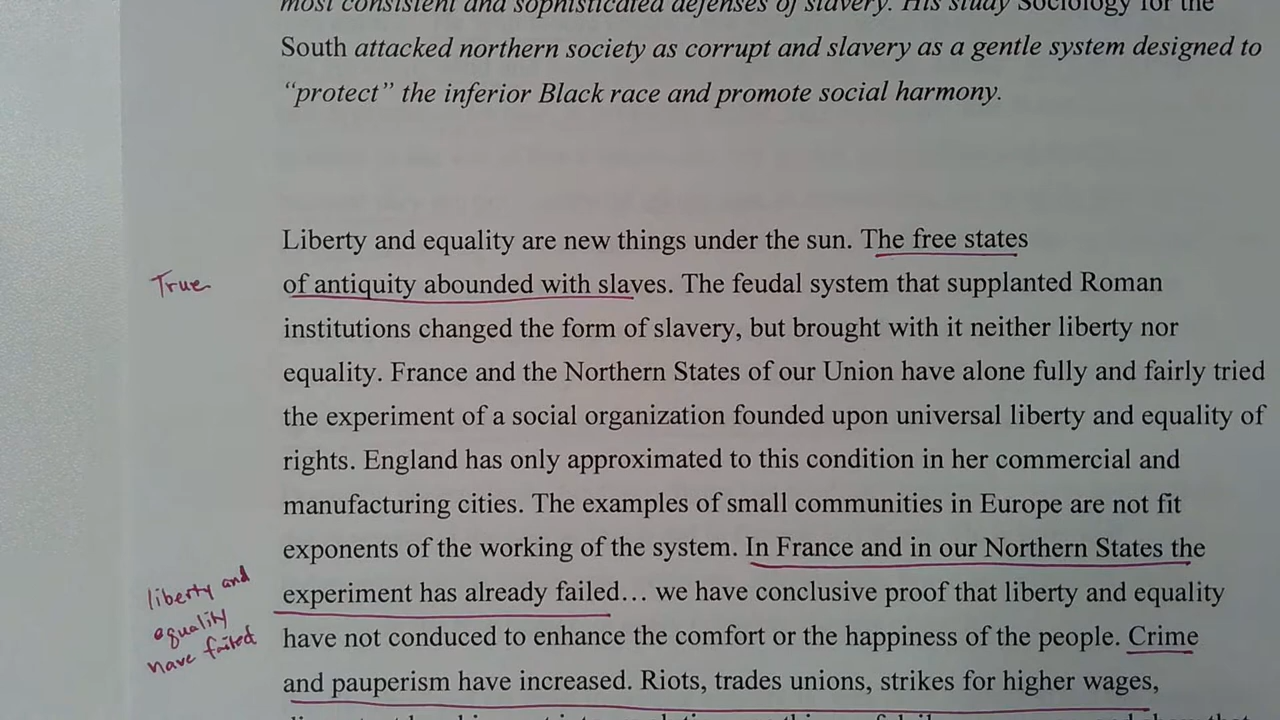 most consistent and sophisticated defenses of slavery. His study Sociology for the
South attacked northern society as corrupt and slavery as a gentle system designed to
“protect” the inferior Black race and promote social harmony.
Liberty and equality are new things under the sun. The free states
True
of antiquity abounded with slaves. The feudal system that supplanted Roman
institutions changed the form of slavery, but brought with it neither liberty nor
equality. France and the Northern States of our Union have alone fully and fairly tried
the experiment of a social organization founded upon universal liberty and equality of
rights. England has only approximated to this condition in her commercial and
manufacturing cities. The examples of small communities in Europe are not fit
exponents of the working of the system. In France and in our Northern States the
liberty and
equality
have failed
experiment has already failed… we have conclusive proof that liberty and equality
have not conduced to enhance the comfort or the happiness of the people. Crime
and pauperism have increased. Riots, trades unions, strikes for higher wages,